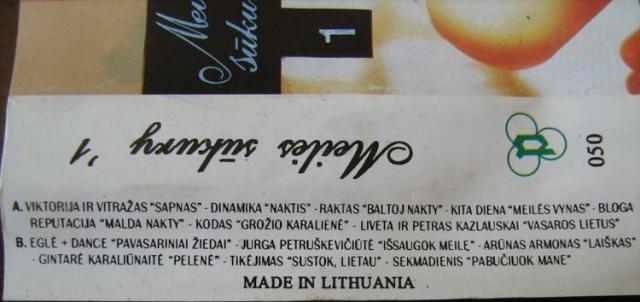 Mei
sūku
1
Meilės sūkury '1
050
A. VIKTORIJA IR VITRAŽAS "SAPNAS" - DINAMIKA "NAKTIS" - RAKTAS "BALTOJ NAKTY" - KITA DIENA "MEILĖS VYNAS" - BLOGA
REPUTACIJA "MALDA NAKTY" - KODAS "GROŽIO KARALIENĖ" - LIVETA IR PETRAS KAZLAUSKAI "VASAROS LIETUS"
B. EGLĖ + DANCE "PAVASARINIAI ŽIEDAI" - JURGA PETRUŠKEVIČIŪTĖ "IŠSAUGOK MEILĘ" - ARŪNAS ARMONAS "LAIŠKAS"
- GINTARĖ KARALIŪNAITĖ "PELENĖ" - TIKĖJIMAS "SUSTOK, LIETAU" - SEKMADIENIS "PABUČIUOK MANE"
MADE IN LITHUANIA